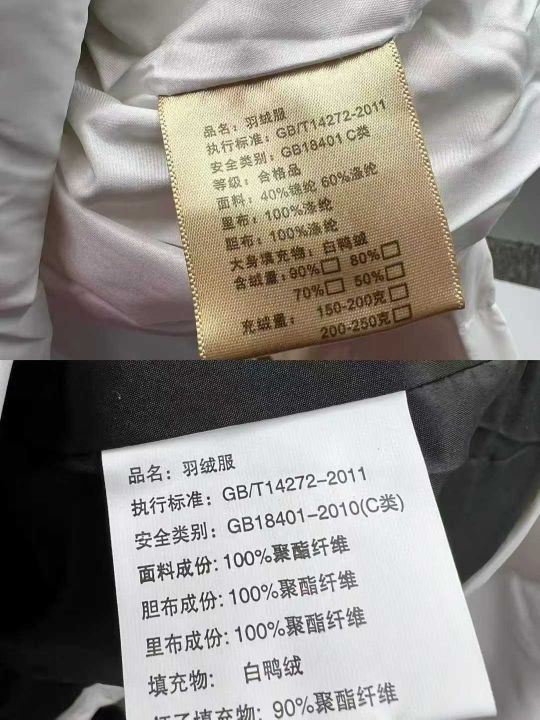 品名：羽绒服
执行标准：GB/T14272-2011
安全类别：GB18401 C类
等级：合格品
面料：40%锦纶 60%涤纶
里布：100%涤纶
胆布：100%涤纶
大身填充物：白鸭绒
含绒量：90%□ 80%□
70%□ 50%□
充绒量：150-200克□
200-250克□
品名：羽绒服
执行标准：GB/T14272-2011
安全类别：GB18401-2010(C类)
面料成份:100%聚酯纤维
胆布成份:100%聚酯纤维
里布成份:100%聚酯纤维
填充物： 白鸭绒
填充物：90%聚酯纤维